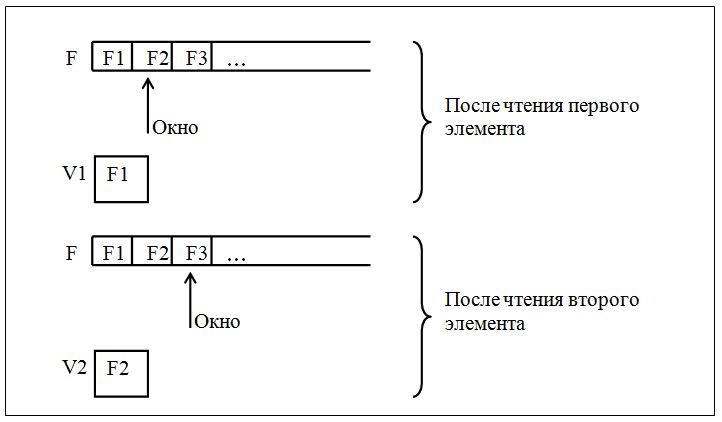 F F1 F2 F3 ...
Окно
V1 F1
После чтения первого
элемента
F F1 F2 F3 ...
Окно
V2 F2
После чтения второго
элемента